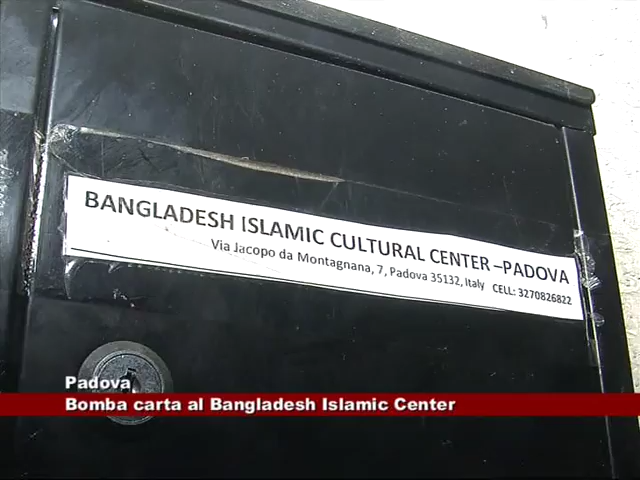 BANGLADESH ISLAMIC CULTURAL CENTER –PADOVA
Via Jacopo da Montagnana, 7, Padova 35132, Italy CELL: 3270826822
Padova
Bomba carta al Bangladesh Islamic Center